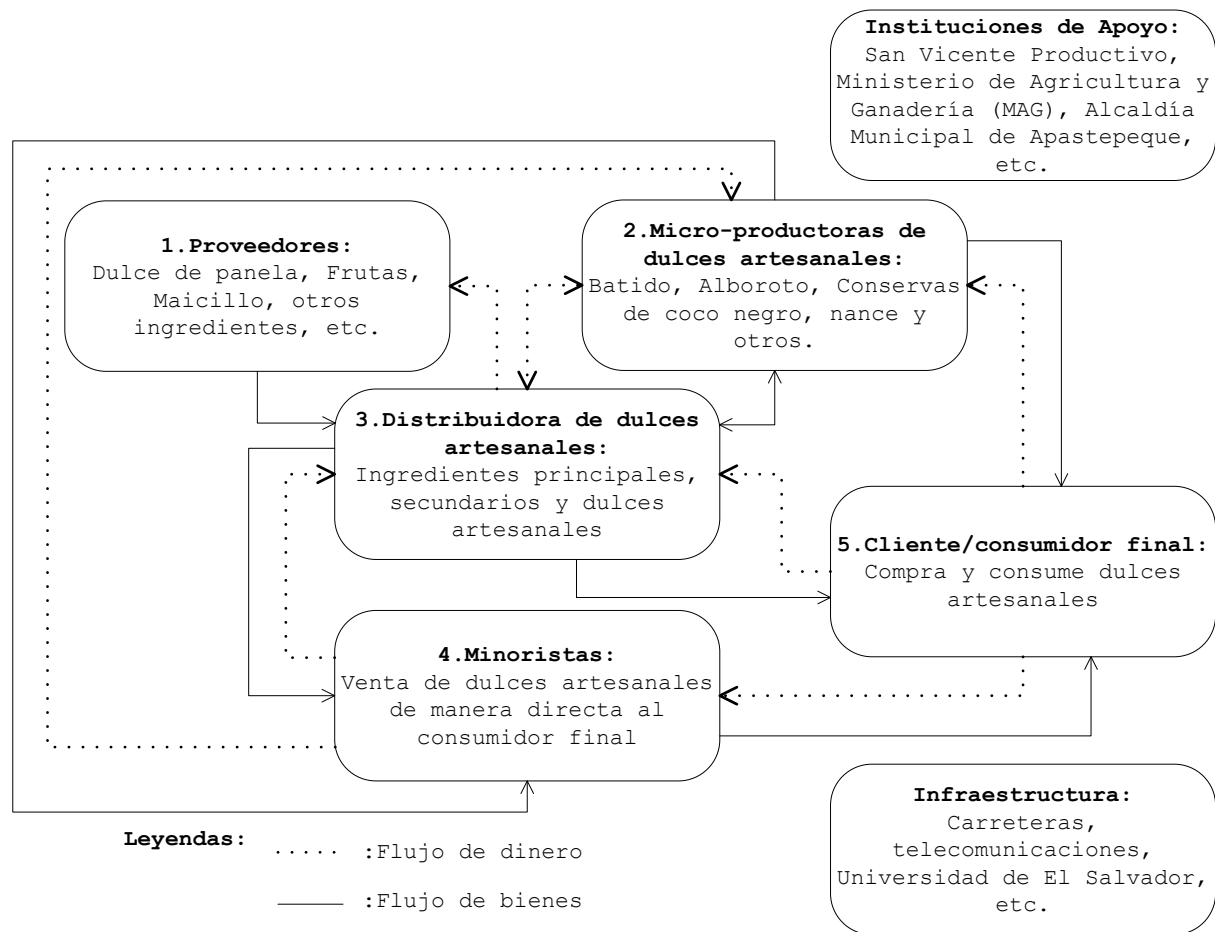 Instituciones de Apoyo:
San Vicente Productivo,
Ministerio de Agricultura y
Ganadería (MAG), Alcaldía
Municipal de Apastepeque,
etc.
1.Proveedores:
Dulce de panela, Frutas,
Maicillo, otros
ingredientes, etc.
2.Micro-productoras de
dulces artesanales:
Batido, Alboroto, Conservas
de coco negro, nance y
otros.
3.Distribuidora de dulces
artesanales:
Ingredientes principales,
secundarios y dulces
artesanales
5.Cliente/consumidor final:
Compra y consume dulces
artesanales
4.Minoristas:
Venta de dulces artesanales
de manera directa al
consumidor final
Infraestructura:
Carreteras,
telecomunicaciones,
Universidad de El Salvador,
etc.
Leyendas:
:Flujo de dinero
:Flujo de bienes